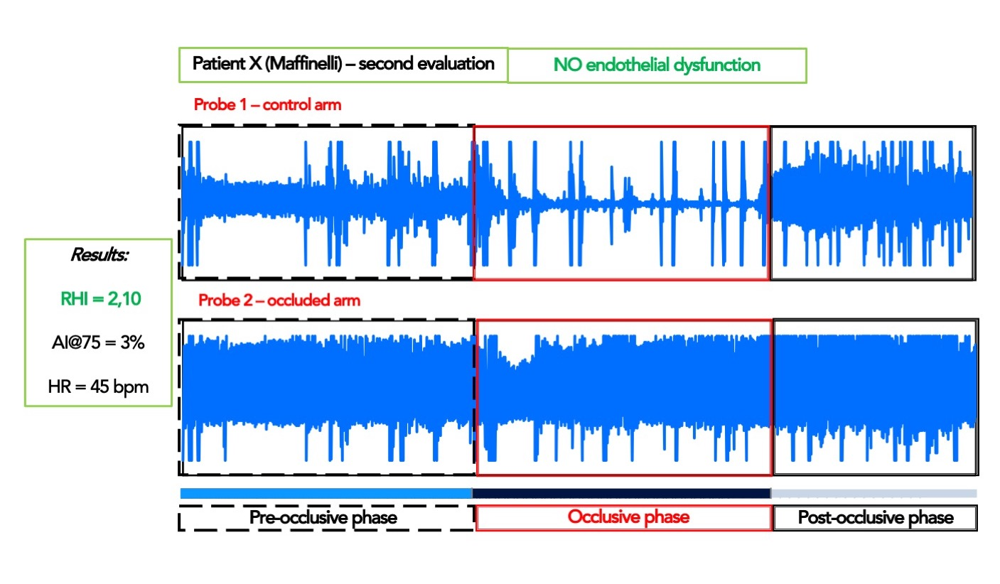 Patient X (Maffinelli) – second evaluation
NO endothelial dysfunction
Probe 1 – control arm
Results:
RHI = 2,10
AI@75 = 3%
HR = 45 bpm
Probe 2 – occluded arm
Pre-occlusive phase
Occlusive phase
Post-occlusive phase